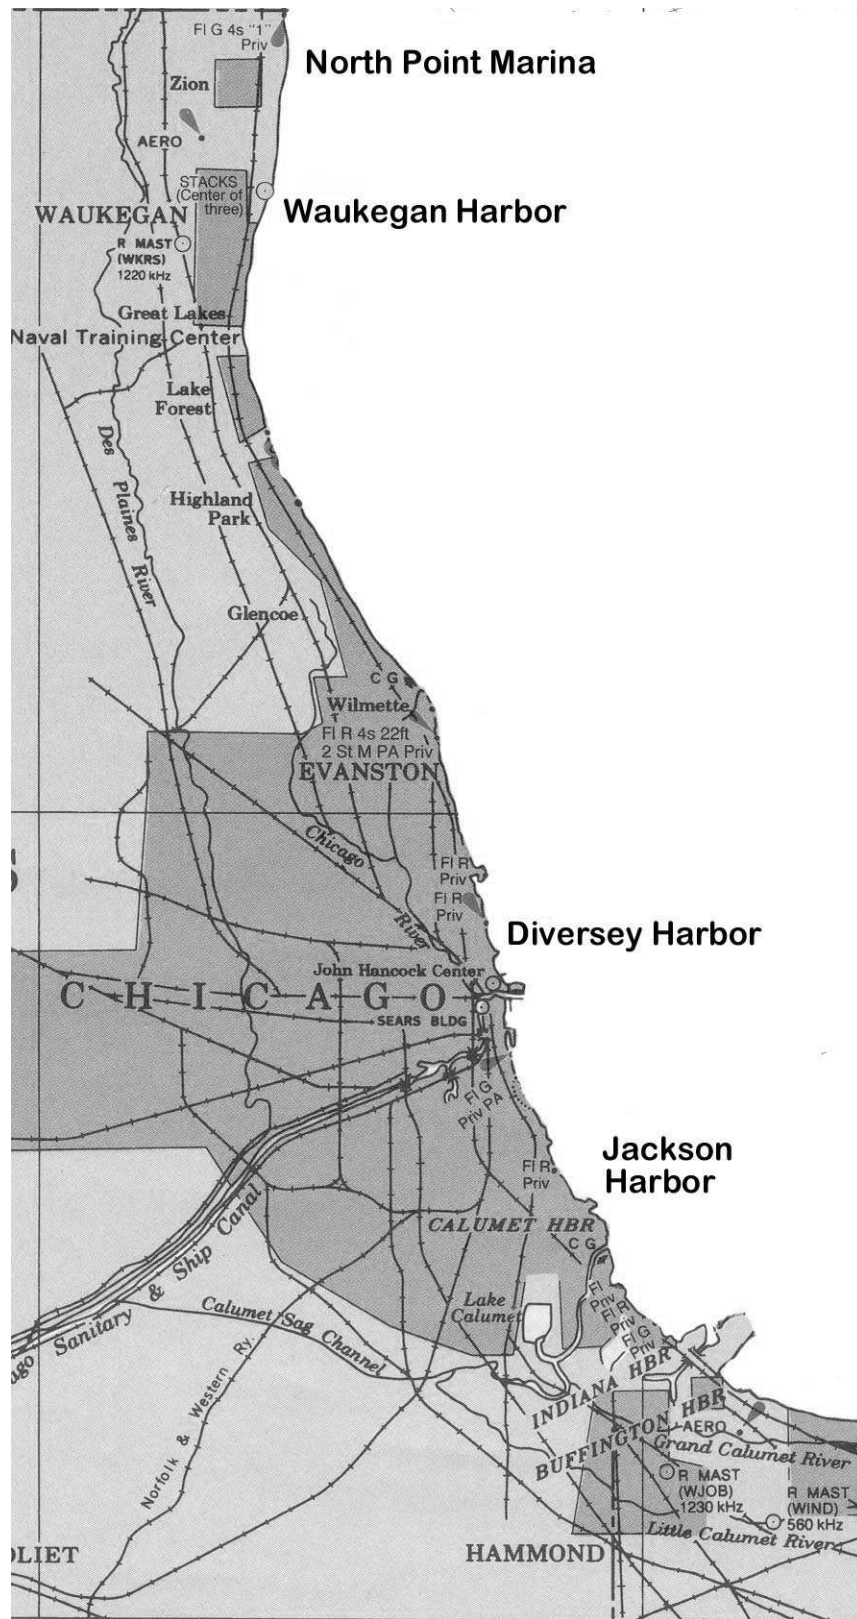 Fl G 4s "1"
Priv
North Point Marina
Zion
AERO
STACKS
(Center of
three)
WAUKEGAN
Waukegan Harbor
R MAST
(WKRS)
1220 kHz
Great Lakes
Naval Training Center
Lake
Forest
Des Plaines River
Highland
Park
Glencoe
C G
Wilmette
Fl R 4s 22ft
2 St M PA Priv
EVANSTON
S
Chicago River
Fl R
Priv
Fl R
Priv
Diversey Harbor
John Hancock Center
CHICAGO
SEARS BLDG
Fl G
Priv PA
Jackson
Harbor
Fl R
Priv
CALUMET HBR
C G
Sanitary & Ship Canal
ago
Lake
Calumet
Fl
Priv
Fl R
Priv
Fl G
Priv
Calumet Sag Channel
Norfolk & Western Ry.
INDIANA HBR
BUFFINGTON HBR
AERO
Grand Calumet River
R MAST
(WJOB)
1230 kHz
R MAST
(WIND)
560 kHz
Little Calumet River
OLIET
HAMMOND